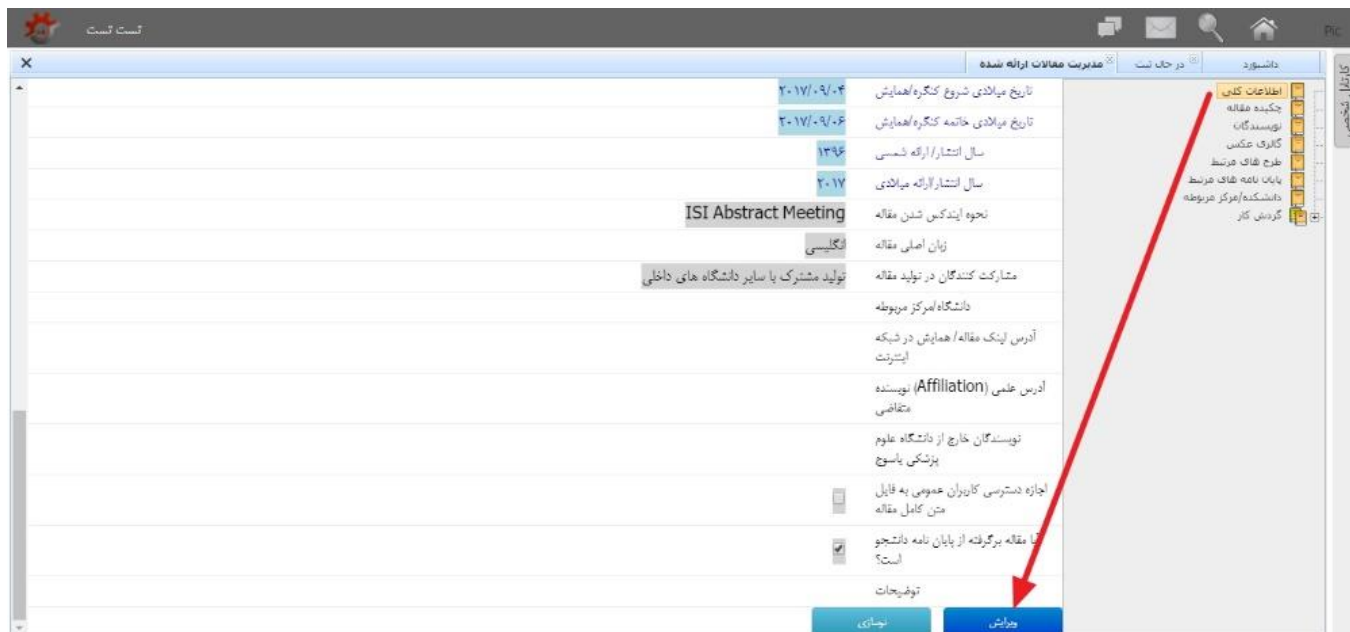 تست تست
Pic
داشبورد
در حال ثبت
مدیریت مقالات ارائه شده
کارتابل شخصی
اطلاعات کلی
چکیده مقاله
نویسندگان
گالری عکس
طرح های مرتبط
پایان نامه های مرتبط
دانشکده/مرکز مربوطه
گردش کار
تاریخ میلادی شروع کنگره/همایش ۲۰۱۷/۰۹/۰۴
تاریخ میلادی خاتمه کنگره/همایش ۲۰۱۷/۰۹/۰۶
سال انتشار/ارائه شمسی ۱۳۹۶
سال انتشار/ارائه میلادی ۲۰۱۷
نحوه ایندکس شدن مقاله ISI Abstract Meeting
زبان اصلی مقاله انگلیسی
مشارکت کنندگان در تولید مقاله تولید مشترک با سایر دانشگاه های داخلی
دانشگاه/مرکز مربوطه
آدرس لینک مقاله/ همایش در شبکه
اینترنت
آدرس علمی (Affiliation) نویسنده
متقاضی
نویسندگان خارج از دانشگاه علوم
پزشکی یاسوج
اجازه دسترسی کاربران عمومی به فایل
متن کامل مقاله
آیا مقاله برگرفته از پایان نامه دانشجو
است؟
توضیحات
ویرایش
نوسازی